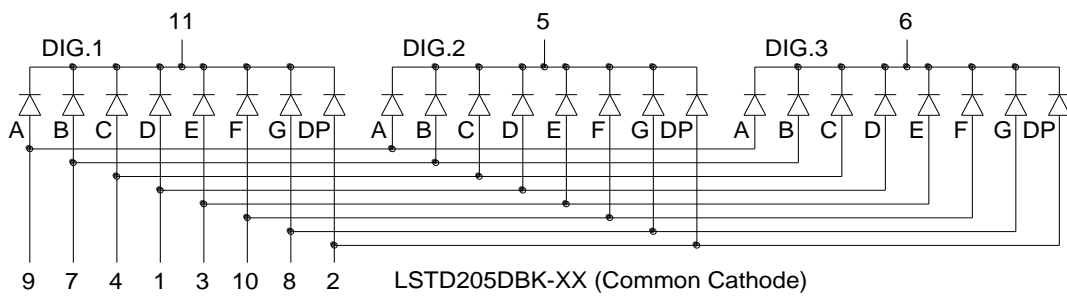 11 5 6
DIG.1 DIG.2 DIG.3
A B C D E F G DP A B C D E F G DP A B C D E F G DP
9 7 4 1 3 10 8 2 LSTD205DBK-XX (Common Cathode)